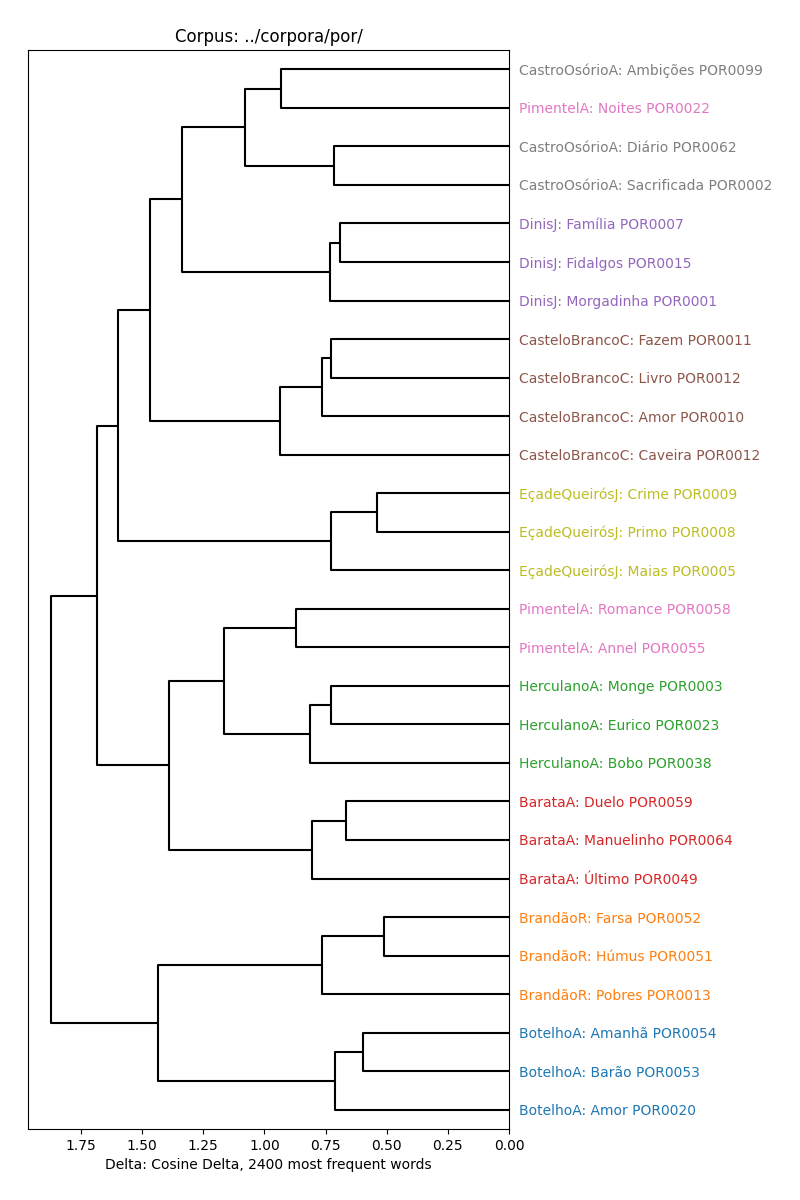 Corpus: ../corpora/por/
CastroOsórioA: Ambições POR0099
PimentelA: Noites POR0022
CastroOsórioA: Diário POR0062
CastroOsórioA: Sacrificada POR0002
DinisJ: Família POR0007
DinisJ: Fidalgos POR0015
DinisJ: Morgadinha POR0001
CasteloBrancoC: Fazem POR0011
CasteloBrancoC: Livro POR0012
CasteloBrancoC: Amor POR0010
CasteloBrancoC: Caveira POR0012
EçadeQueirósJ: Crime POR0009
EçadeQueirósJ: Primo POR0008
EçadeQueirósJ: Maias POR0005
PimentelA: Romance POR0058
PimentelA: Annel POR0055
HerculanoA: Monge POR0003
HerculanoA: Eurico POR0023
HerculanoA: Bobo POR0038
BarataA: Duelo POR0059
BarataA: Manuelinho POR0064
BarataA: Último POR0049
BrandãoR: Farsa POR0052
BrandãoR: Húmus POR0051
BrandãoR: Pobres POR0013
BotelhoA: Amanhã POR0054
BotelhoA: Barão POR0053
BotelhoA: Amor POR0020
1.75 1.50 1.25 1.00 0.75 0.50 0.25 0.00
Delta: Cosine Delta, 2400 most frequent words